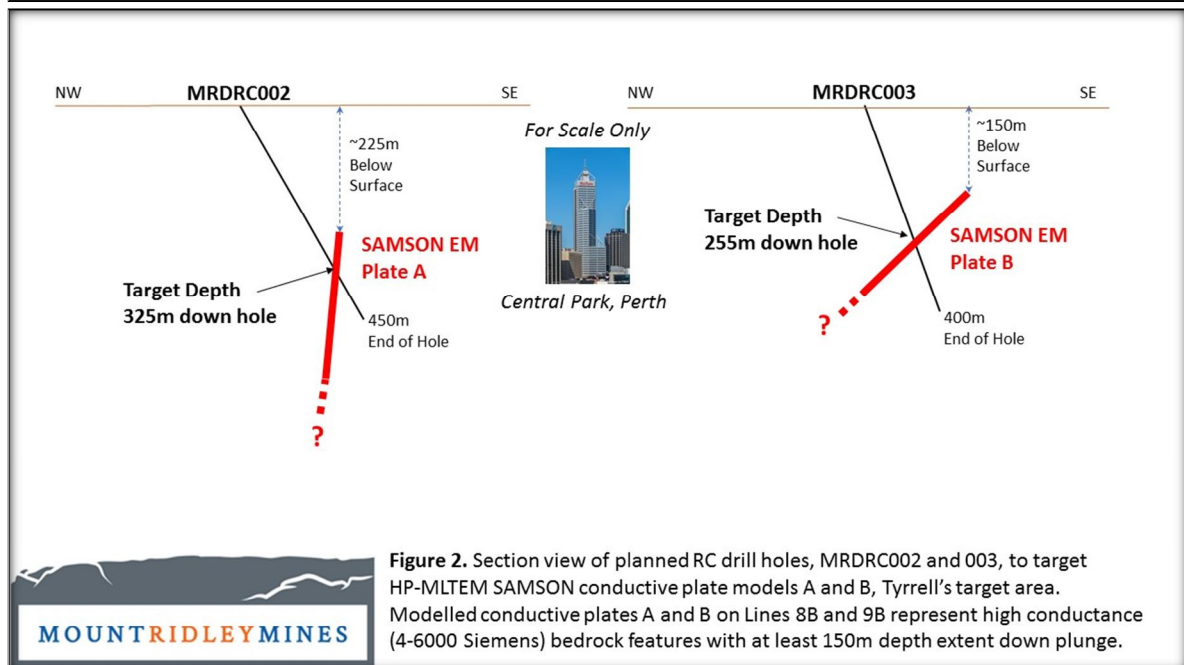 NW
MRDRC002
SE
~225m
Below
Surface
SAMSON EM
Plate A
Target Depth
325m down hole
450m
End of Hole
?
For Scale Only
Central Park, Perth
NW
MRDRC003
SE
~150m
Below
Surface
Target Depth
255m down hole
SAMSON EM
Plate B
400m
End of Hole
?
MOUNTRIDLEYMINES
Figure 2. Section view of planned RC drill holes, MRDRC002 and 003, to target
HP-MLTEM SAMSON conductive plate models A and B, Tyrrell’s target area.
Modelled conductive plates A and B on Lines 8B and 9B represent high conductance
(4-6000 Siemens) bedrock features with at least 150m depth extent down plunge.